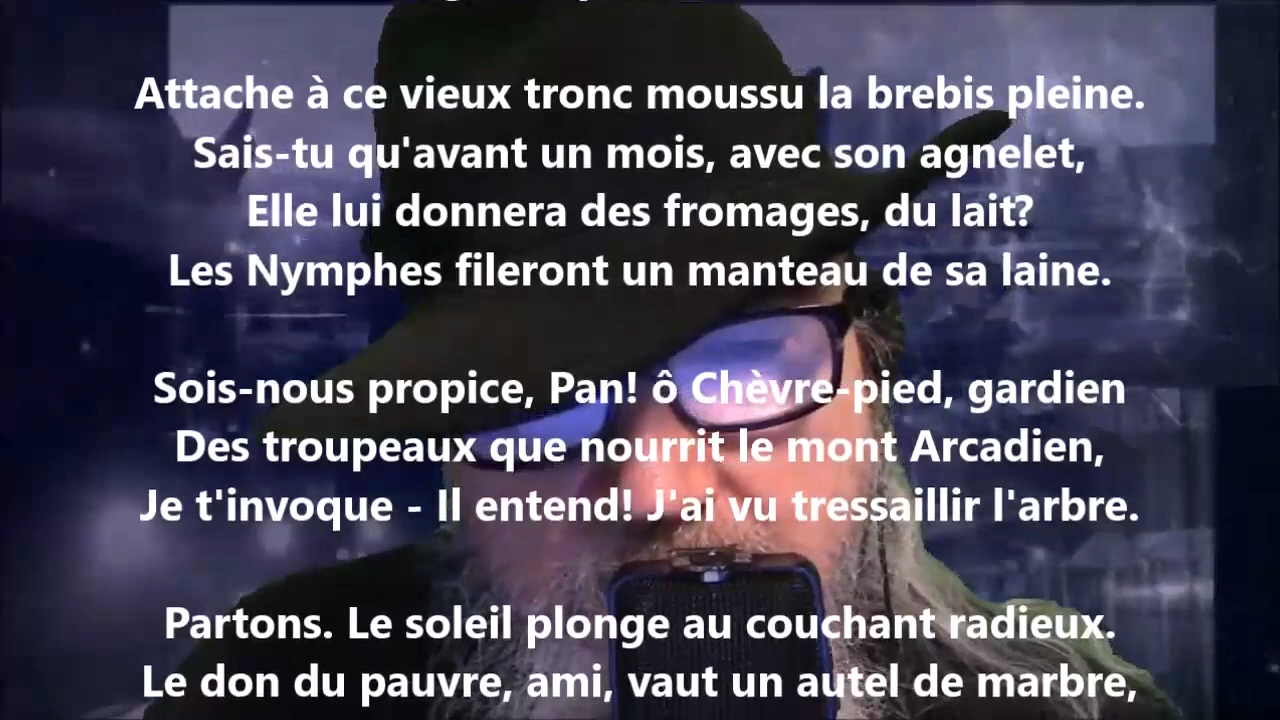 Attache à ce vieux tronc moussu la brebis pleine.
Sais-tu qu'avant un mois, avec son agnelet,
Elle lui donnera des fromages, du lait?
Les Nymphes fileront un manteau de sa laine.
Sois-nous propice, Pan! ô Chèvre-pied, gardien
Des troupeaux que nourrit le mont Arcadien,
Je t'invoque - Il entend! J'ai vu tressaillir l'arbre.
Partons. Le soleil plonge au couchant radieux.
Le don du pauvre, ami, vaut un autel de marbre,